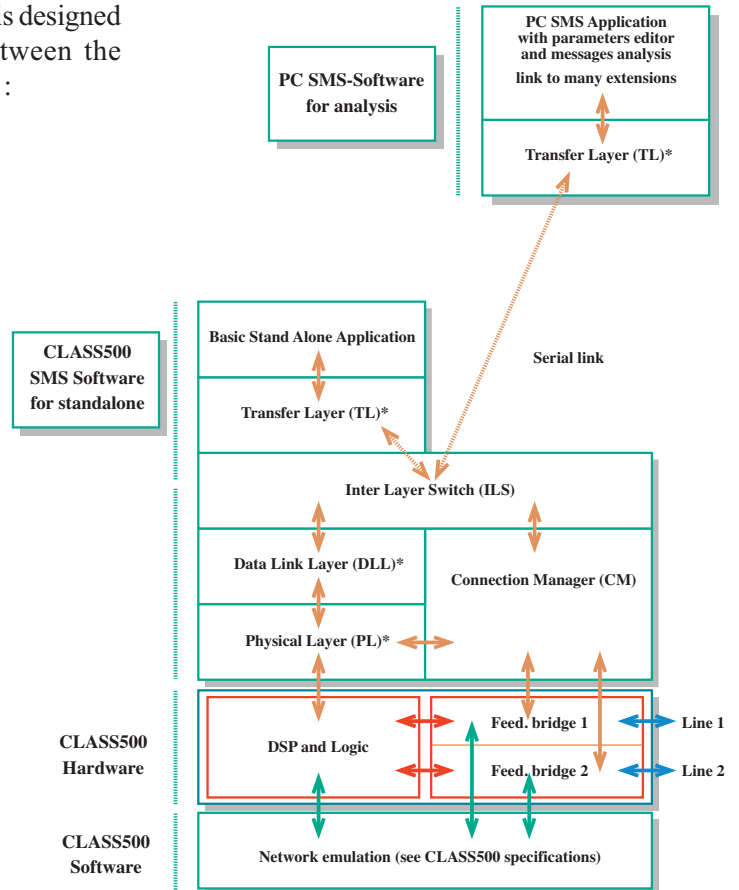 is designed
tween the
:
PC SMS-Software
for analysis
PC SMS Application
with parameters editor
and messages analysis
link to many extensions
Transfer Layer (TL)*
Serial link
CLASS500
SMS Software
for standalone
Basic Stand Alone Application
Transfer Layer (TL)*
Inter Layer Switch (ILS)
Data Link Layer (DLL)*
Connection Manager (CM)
Physical Layer (PL)*
CLASS500
Hardware
DSP and Logic
Feed. bridge 1
Line 1
Feed. bridge 2
Line 2
CLASS500
Software
Network emulation (see CLASS500 specifications)